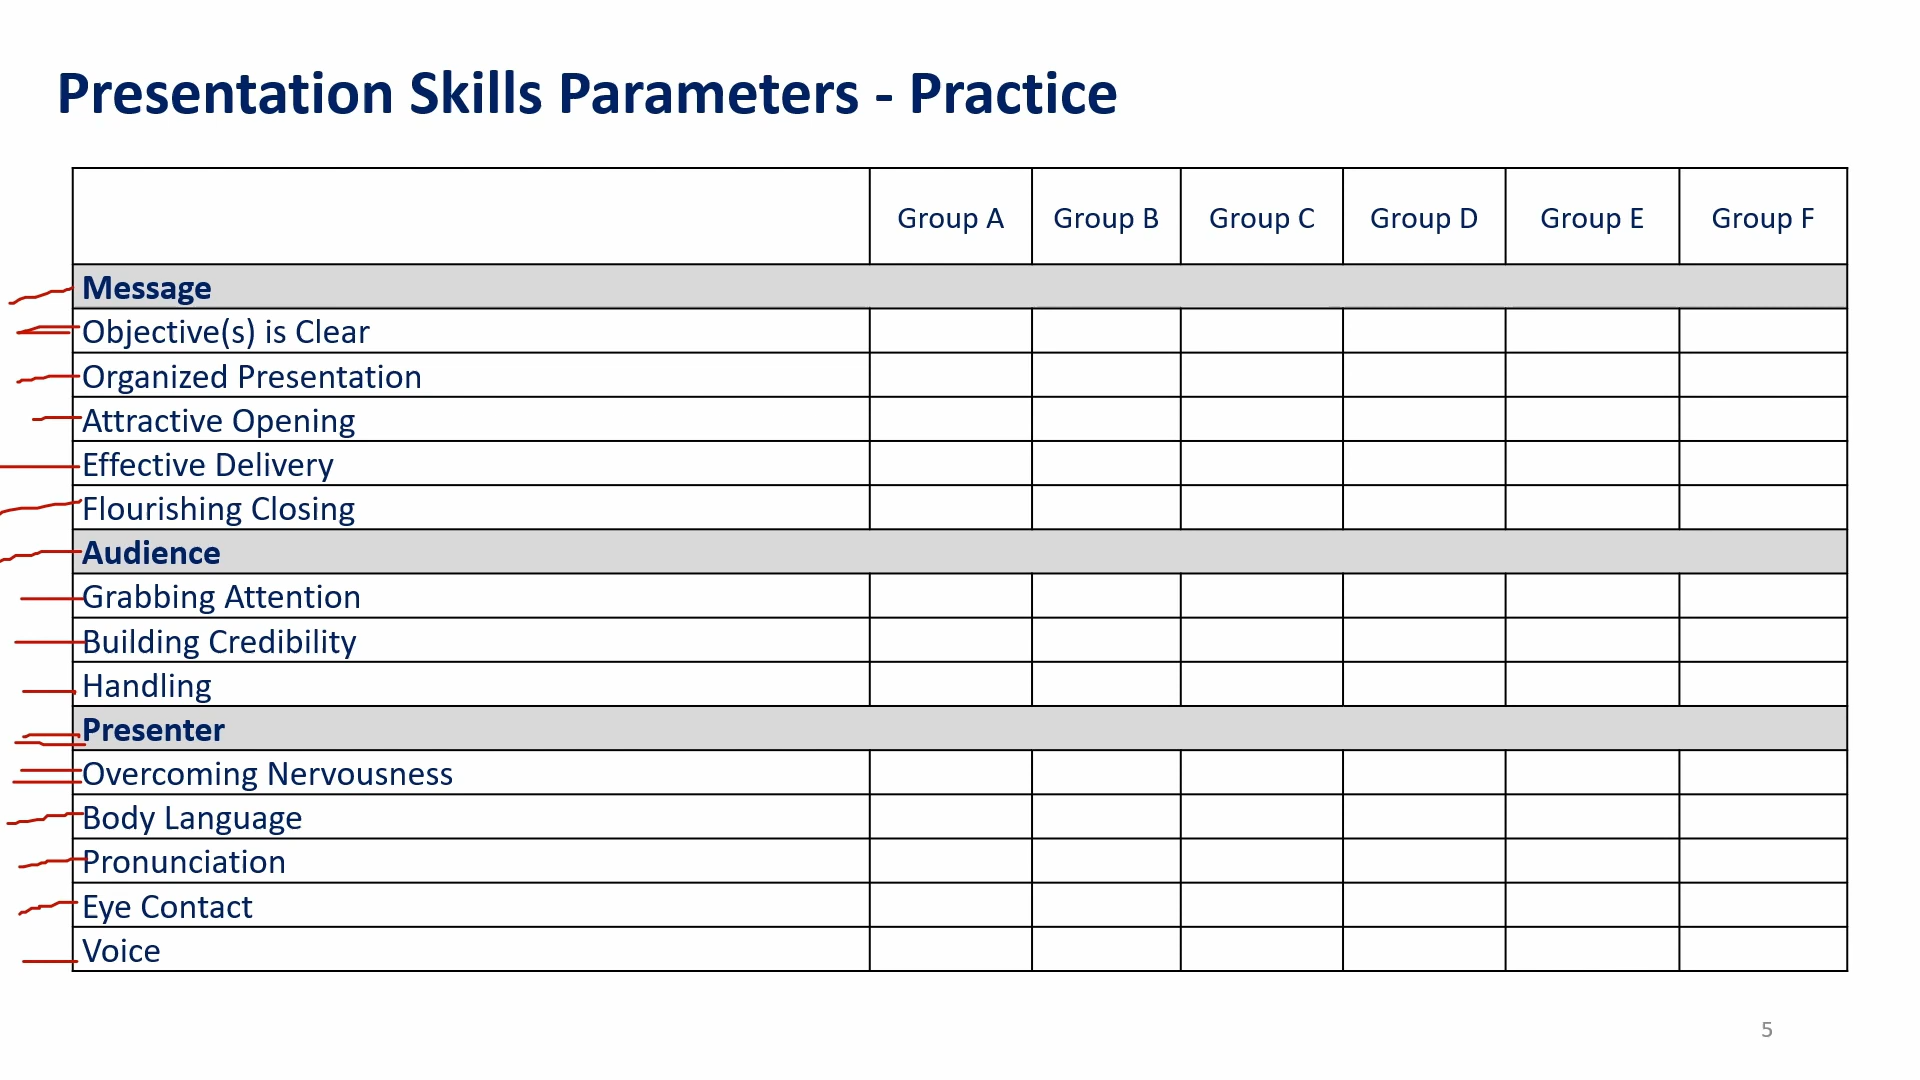 Presentation Skills Parameters - Practice
Group A Group B Group C Group D Group E Group F
Message
Objective(s) is Clear
Organized Presentation
Attractive Opening
Effective Delivery
Flourishing Closing
Audience
Grabbing Attention
Building Credibility
Handling
Presenter
Overcoming Nervousness
Body Language
Pronunciation
Eye Contact
Voice
5